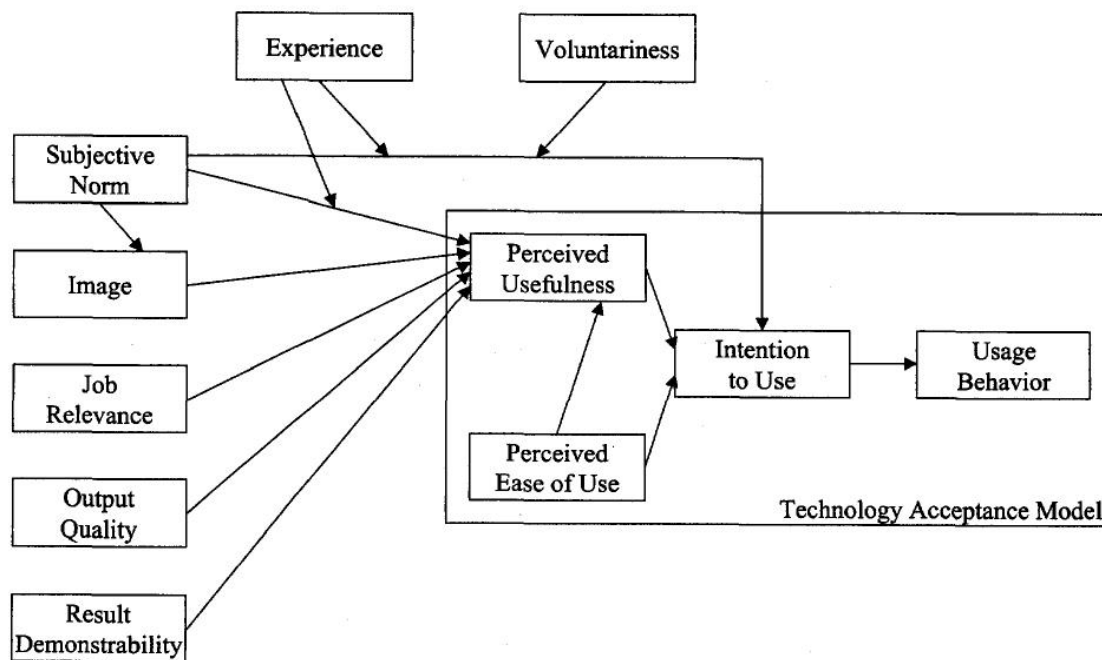 Experience
Voluntariness
Subjective
Norm
Image
Job
Relevance
Output
Quality
Result
Demonstrability
Perceived
Usefulness
Perceived
Ease of Use
Intention
to Use
Usage
Behavior
Technology Acceptance Model